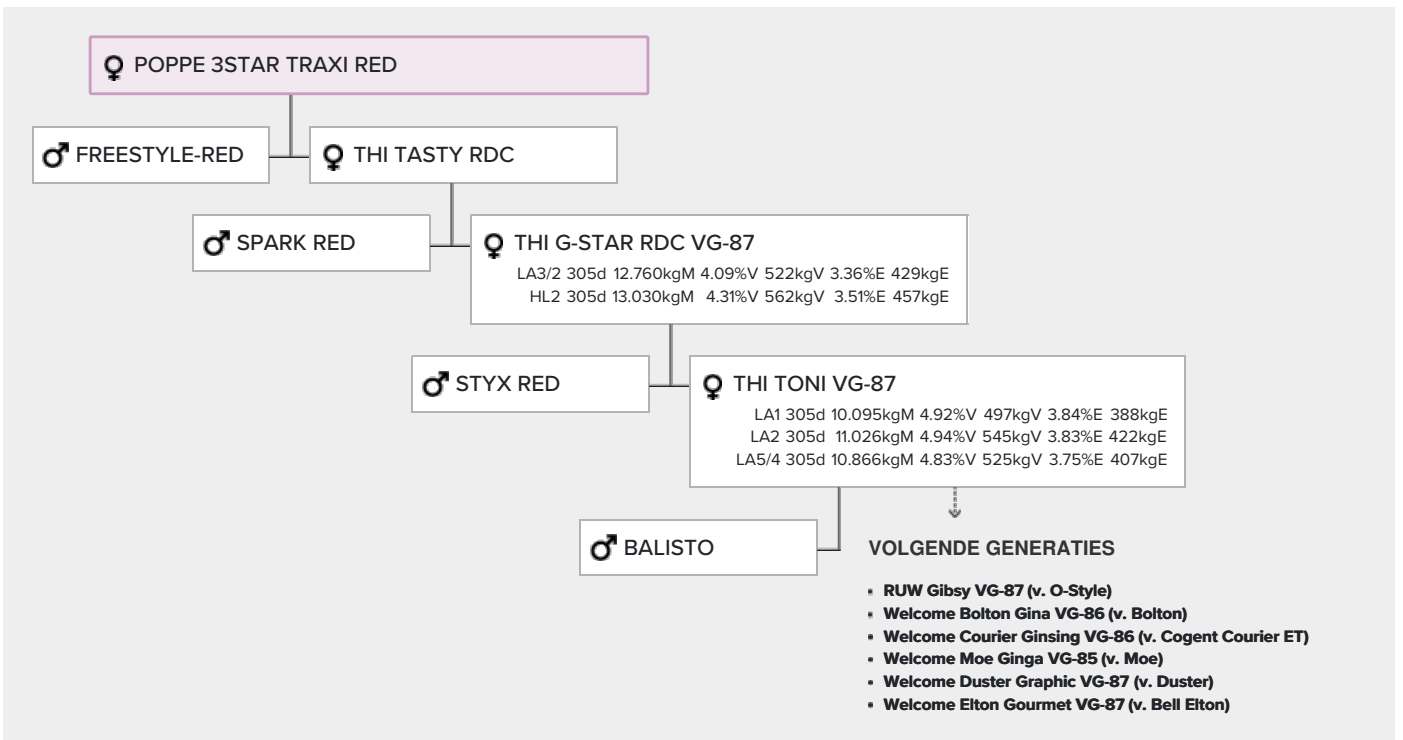 POPPE 3STAR TRAXI RED
FREESTYLE-RED
THI TASTY RDC
SPARK RED
THI G-STAR RDC VG-87
LA3/2 305d 12.760kgM 4.09%V 522kgV 3.36%E 429kgE
HL2 305d 13.030kgM 4.31%V 562kgV 3.51%E 457kgE
STYX RED
THI TONI VG-87
LA1 305d 10.095kgM 4.92%V 497kgV 3.84%E 388kgE
LA2 305d 11.026kgM 4.94%V 545kgV 3.83%E 422kgE
LA5/4 305d 10.866kgM 4.83%V 525kgV 3.75%E 407kgE
BALISTO
VOLGENDE GENERATIES
• RUW Gibsy VG-87 (v. O-Style)
• Welcome Bolton Gina VG-86 (v. Bolton)
• Welcome Courier Ginsing VG-86 (v. Cogent Courier ET)
• Welcome Moe Ginga VG-85 (v. Moe)
• Welcome Duster Graphic VG-87 (v. Duster)
• Welcome Elton Gourmet VG-87 (v. Bell Elton)